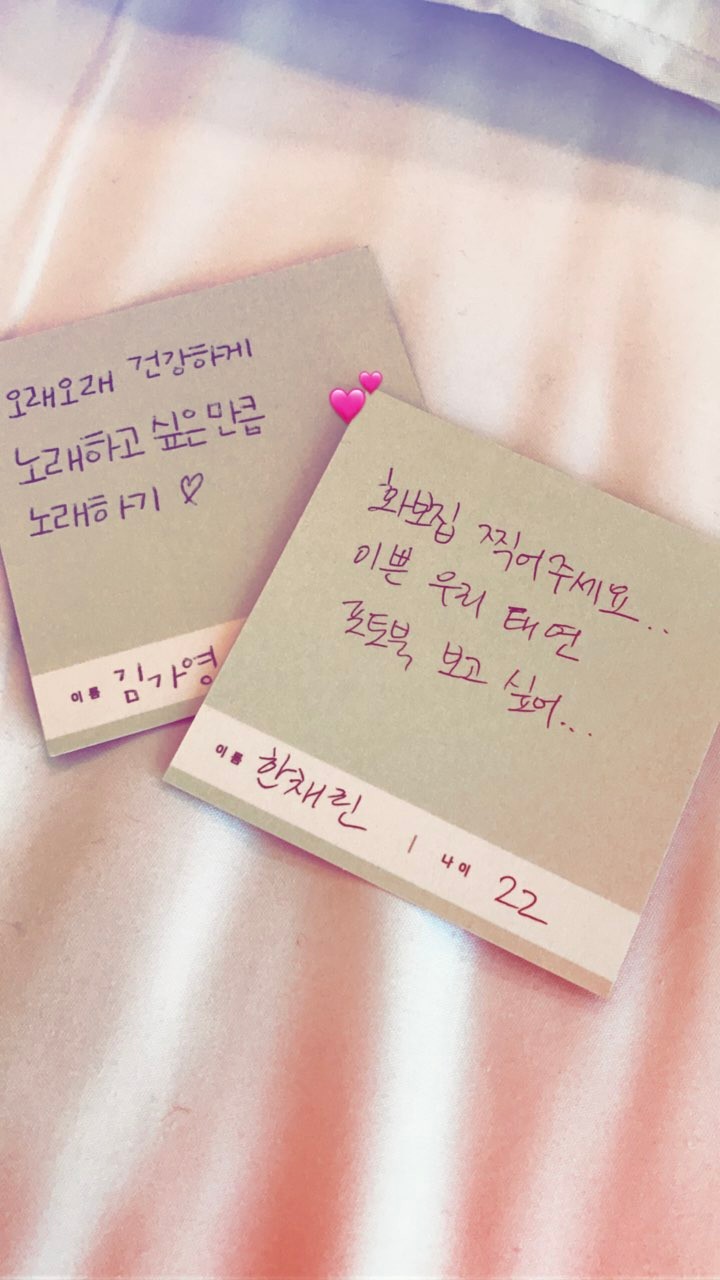 오래오래 건강하게
노래하고 싶은만큼
노래하기 ♡
이름 김가영
화보집 찍어주세요..
이쁜 우리 태연
포토북 보고 싶어...
이름 한채린 | 나이 22